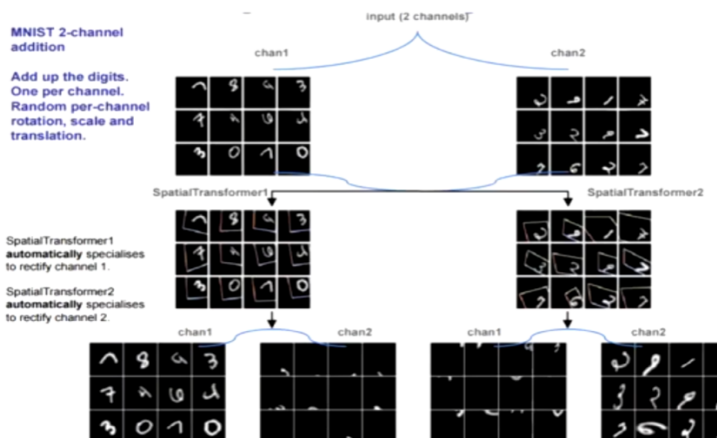 MNIST 2-channel
addition
Add up the digits.
One per channel.
Random per-channel
rotation, scale and
translation.
input (2 channels)
chan1
chan2
SpatialTransformer1
SpatialTransformer2
SpatialTransformer1
automatically specialises
to rectify channel 1.
SpatialTransformer2
automatically specialises
to rectify channel 2.
chan1
chan2
chan1
chan2